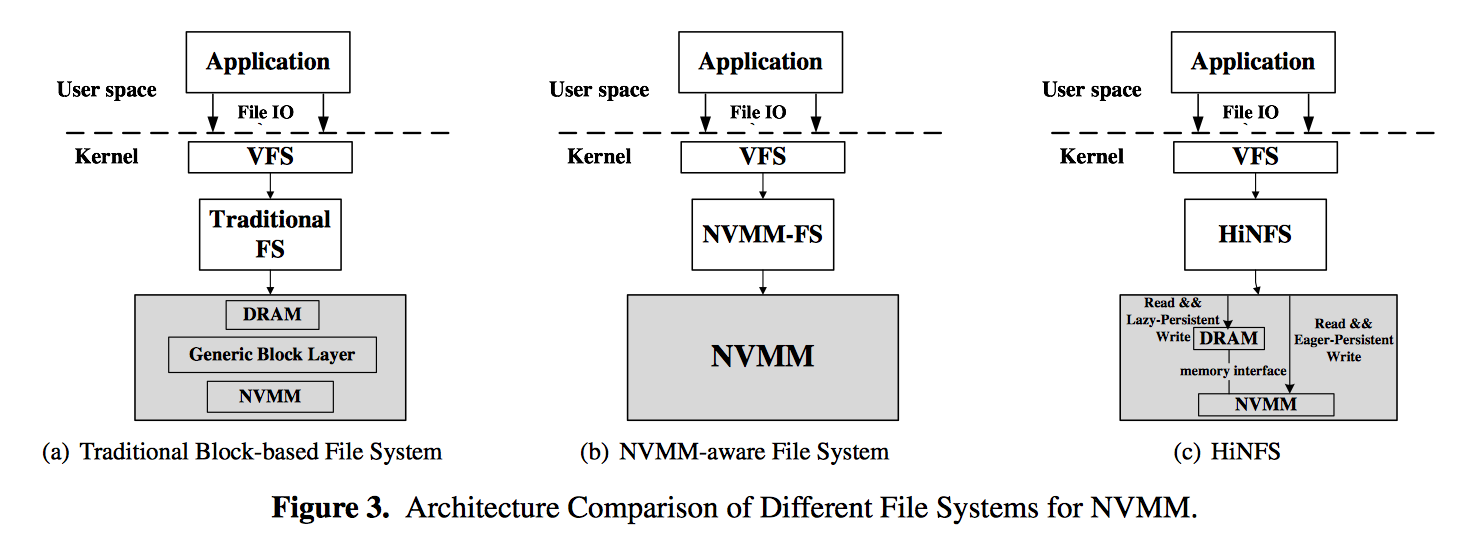 Application
User space
File IO
Kernel
VFS
Traditional
FS
DRAM
Generic Block Layer
NVMM
(a) Traditional Block-based File System
Application
User space
File IO
Kernel
VFS
NVMM-FS
NVMM
(b) NVMM-aware File System
Application
User space
File IO
Kernel
VFS
HiNFS
Read &&
Lazy-Persistent
Write
DRAM
Read &&
Eager-Persistent
Write
memory interface
NVMM
(c) HiNFS
Figure 3. Architecture Comparison of Different File Systems for NVMM.